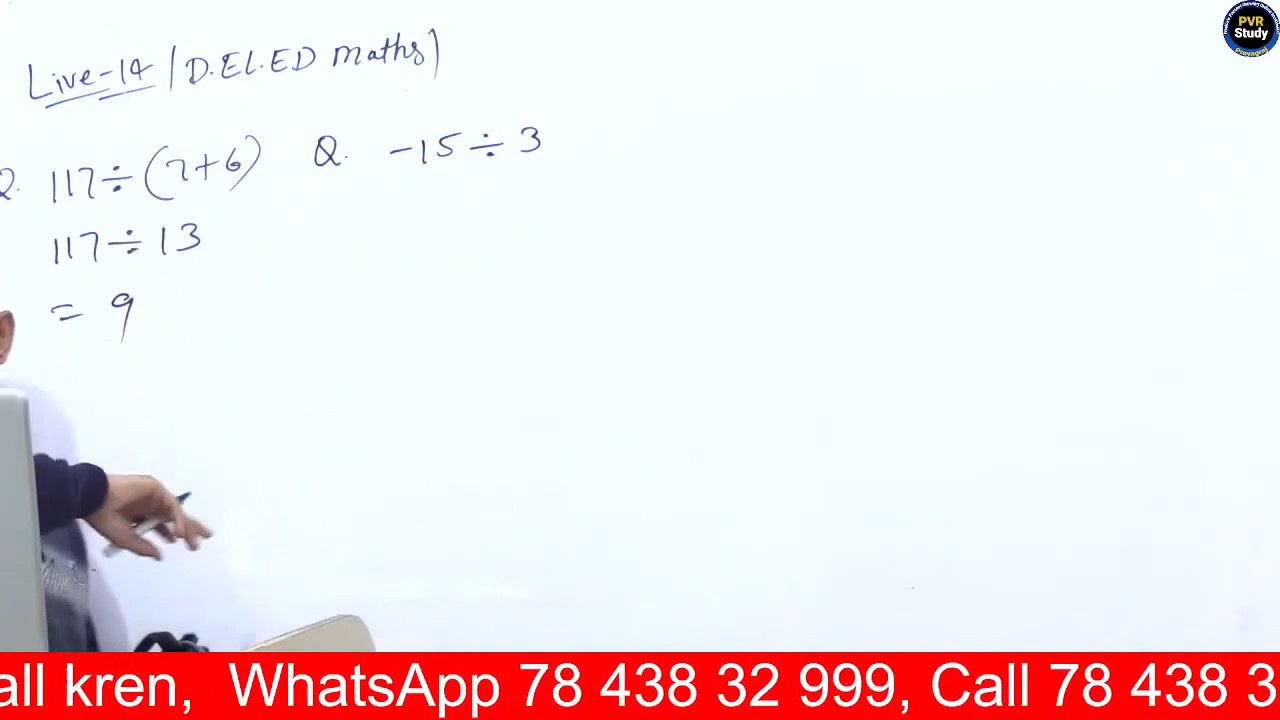 Live-14 / D.EL.ED Maths)
Q. 117 ÷ (7+6)
117 ÷ 13
= 9
Q. -15 ÷ 3
PVR
Study
Prayagraj
all kren, WhatsApp 78 438 32 999, Call 78 438 3